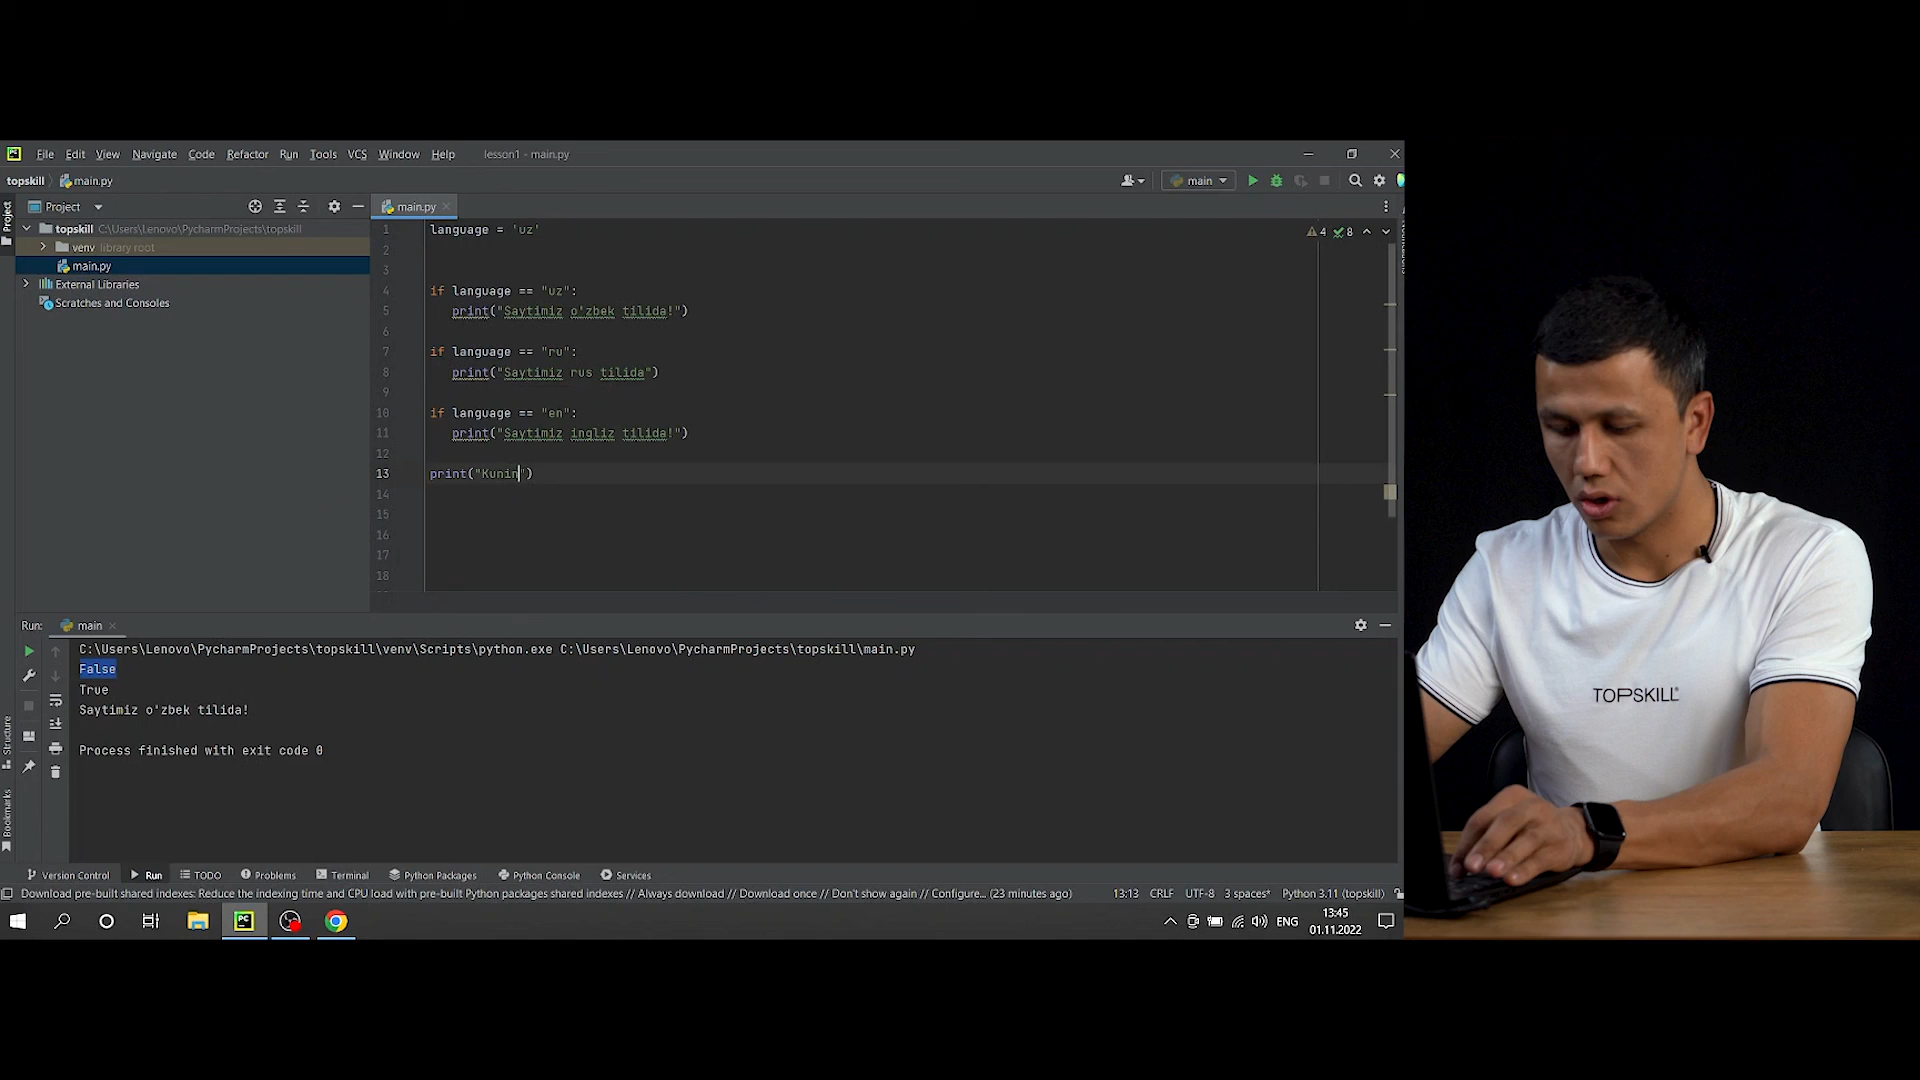 File Edit View Navigate Code Refactor Run Tools VCS Window Help lesson1 - main.py
topskill main.py main
Project main.py
Project
topskill C:\Users\Lenovo\PycharmProjects\topskill
venv library root
main.py
External Libraries
Scratches and Consoles
4 8
1 language = 'uz'
2
3
4 if language == "uz":
5 print("Saytimiz o'zbek tilida!")
6
7 if language == "ru":
8 print("Saytimiz rus tilida")
9
10 if language == "en":
11 print("Saytimiz ingliz tilida!")
12
13 print("Kunin")
14
15
16
17
18
Run: main
C:\Users\Lenovo\PycharmProjects\topskill\venv\Scripts\python.exe C:\Users\Lenovo\PycharmProjects\topskill\main.py
False
True
Saytimiz o'zbek tilida!
Process finished with exit code 0
Structure
Bookmarks
Version Control Run TODO Problems Terminal Python Packages Python Console Services
Download pre-built shared indexes: Reduce the indexing time and CPU load with pre-built Python packages shared indexes // Always download // Download once // Don't show again // Configure... (23 minutes ago) 13:13 CRLF UTF-8 3 spaces* Python 3.11 (topskill)
PC ENG 13:45
01.11.2022
TOPSKILL